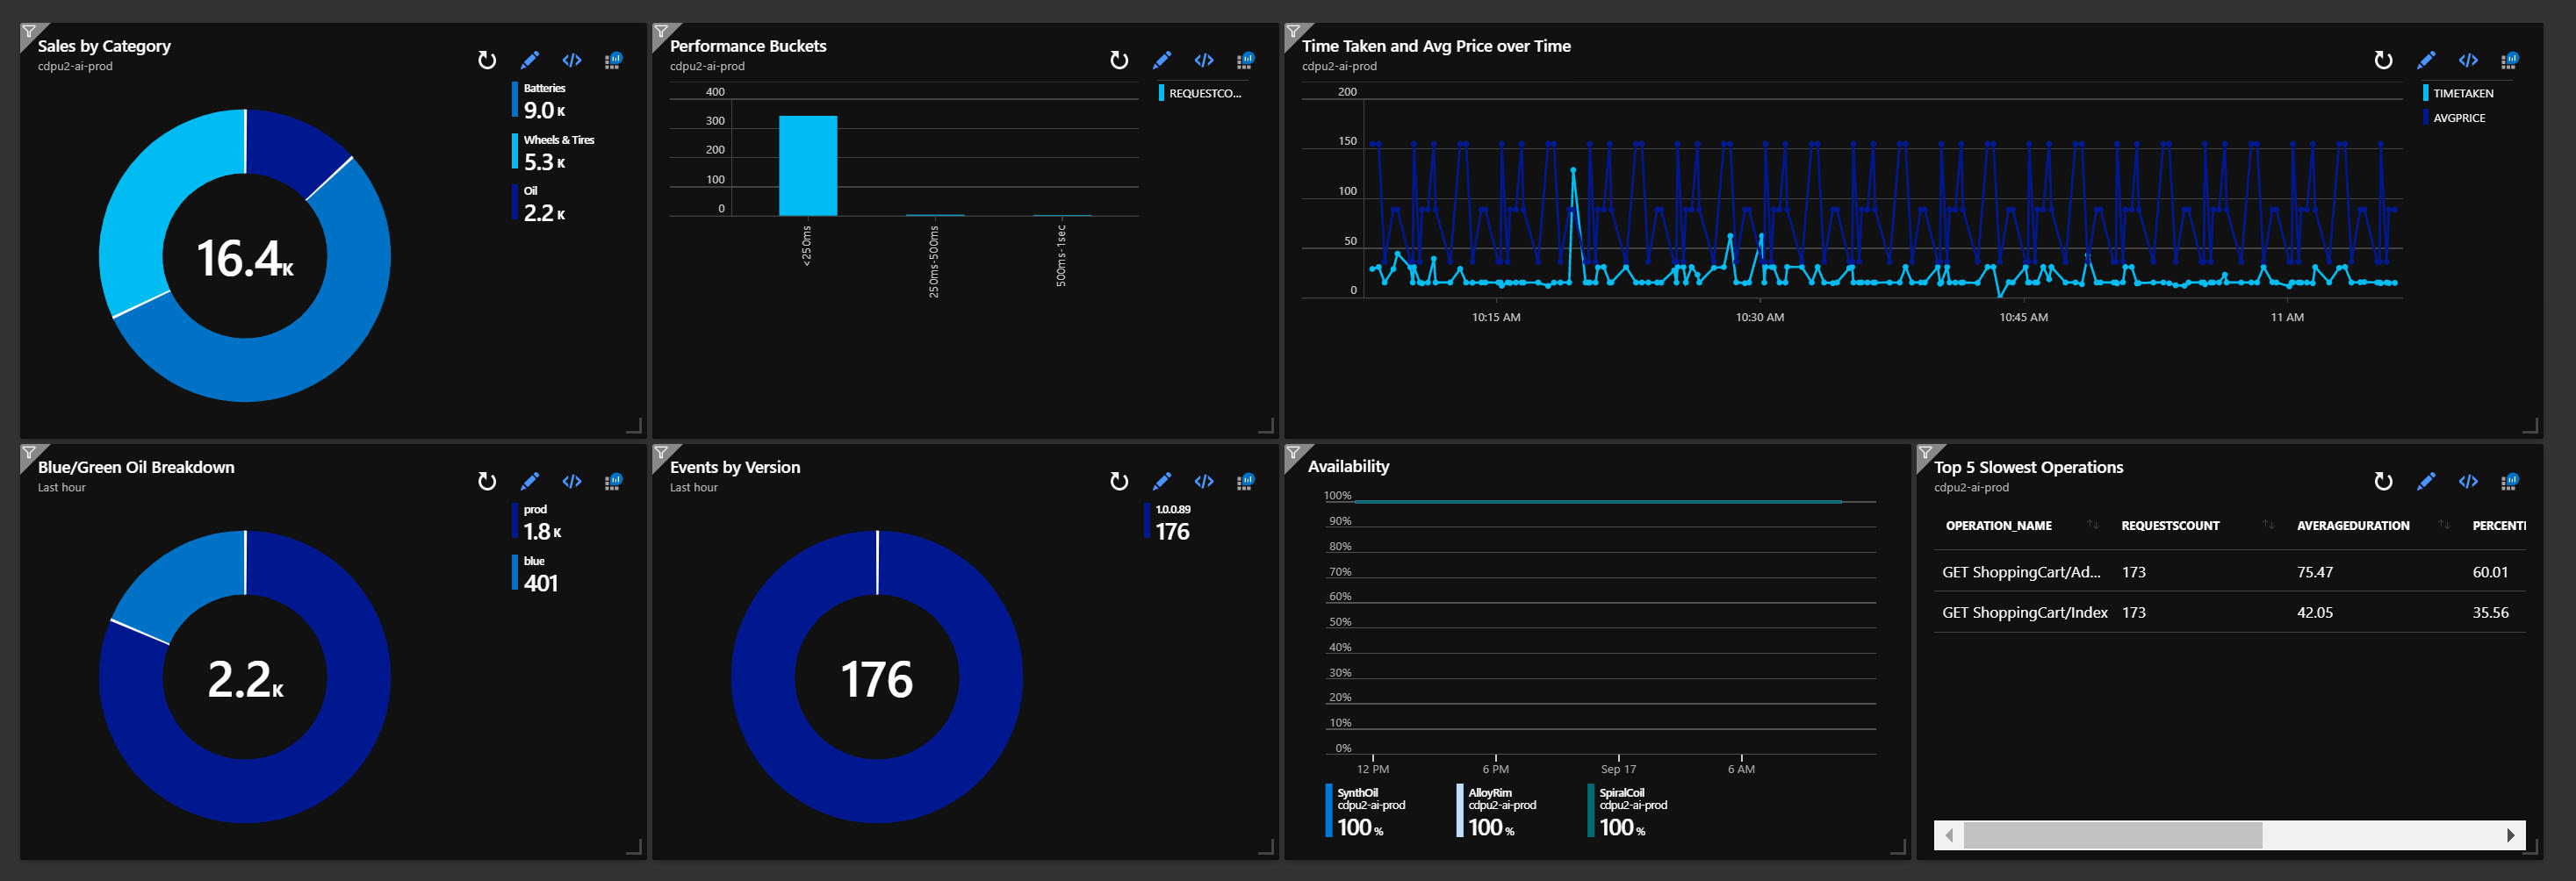 Sales by Category
cdpu2-ai-prod
Batteries
9.0 K
Wheels & Tires
5.3 K
Oil
2.2 K
16.4K
Performance Buckets
cdpu2-ai-prod
REQUESTCO...
400
300
200
100
0
<250ms
250ms-500ms
500ms-1sec
Time Taken and Avg Price over Time
cdpu2-ai-prod
TIMETAKEN
AVGPRICE
200
150
100
50
0
10:15 AM
10:30 AM
10:45 AM
11 AM
Blue/Green Oil Breakdown
Last hour
prod
1.8 K
blue
401
2.2K
Events by Version
Last hour
1.0.0.89
176
176
Availability
100%
90%
80%
70%
60%
50%
40%
30%
20%
10%
0%
12 PM
6 PM
Sep 17
6 AM
SynthOil
cdpu2-ai-prod
100 %
AlloyRim
cdpu2-ai-prod
100 %
SpiralCoil
cdpu2-ai-prod
100 %
Top 5 Slowest Operations
cdpu2-ai-prod
OPERATION_NAME REQUESTSCOUNT AVERAGEDURATION PERCENTI
GET ShoppingCart/Ad... 173 75.47 60.01
GET ShoppingCart/Index 173 42.05 35.56